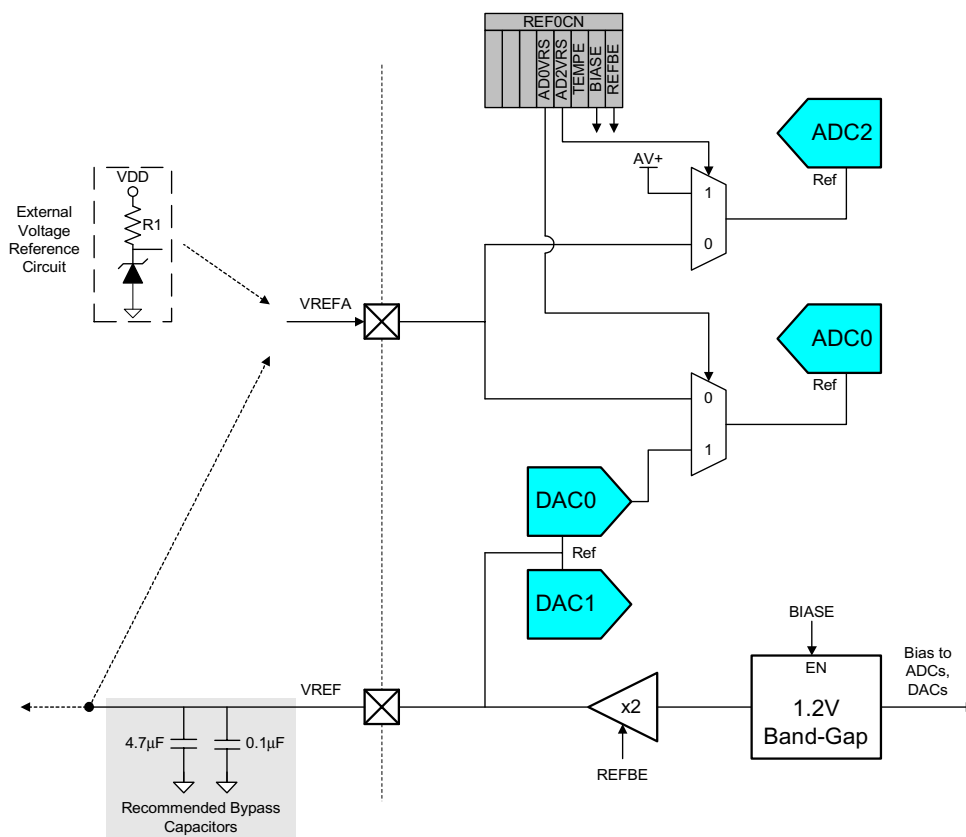 REF0CN
AD0VRS
AD2VRS
TEMPE
BIASE
REFBE
ADC2
Ref
AV+
1
0
VDD
R1
External
Voltage
Reference
Circuit
VREFA
ADC0
Ref
0
1
DAC0
Ref
DAC1
BIASE
EN
1.2V
Band-Gap
Bias to
ADCs,
DACs
x2
REFBE
VREF
4.7μF
0.1μF
Recommended Bypass
Capacitors